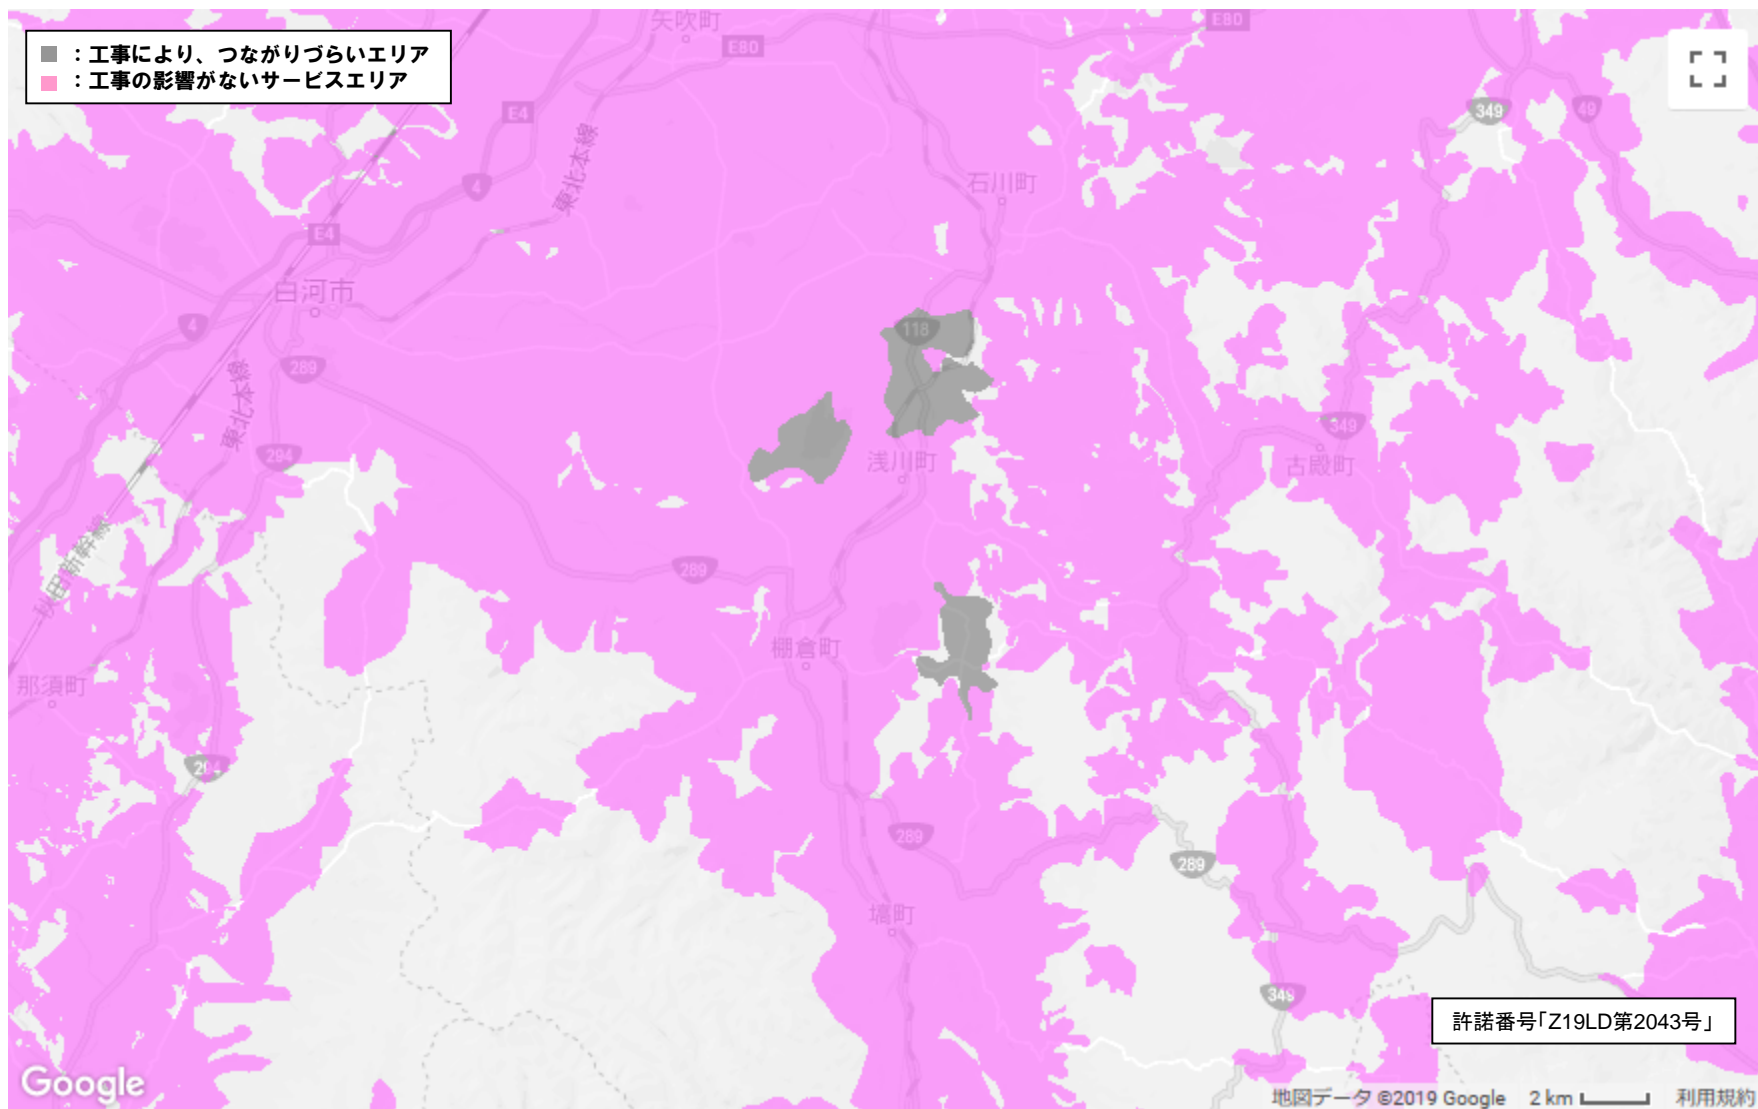 ：工事により、つながりづらいエリア
：工事の影響がないサービスエリア
矢吹町
E80
E80
E4
349
49
東北本線
4
石川町
E4
白河市
4
118
289
東北本線
349
294
浅川町
古殿町
秋田新幹線
289
棚倉町
那須町
294
289
289
塙町
349
許諾番号「Z19LD第2043号」
Google
地図データ ©2019 Google 2 km 利用規約